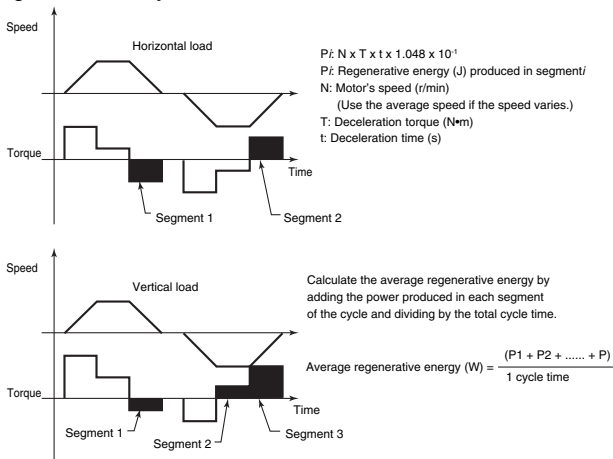 Speed
Horizontal load
Torque
Time
Segment 1
Segment 2
Pi: N x T x t x 1.048 x 10-1
Pi: Regenerative energy (J) produced in segmenti
N: Motor's speed (r/min)
(Use the average speed if the speed varies.)
T: Deceleration torque (N•m)
t: Deceleration time (s)
Speed
Vertical load
Torque
Time
Segment 1
Segment 2
Segment 3
Calculate the average regenerative energy by
adding the power produced in each segment
of the cycle and dividing by the total cycle time.
Average regenerative energy (W) = (P1 + P2 + ...... + P)
1 cycle time